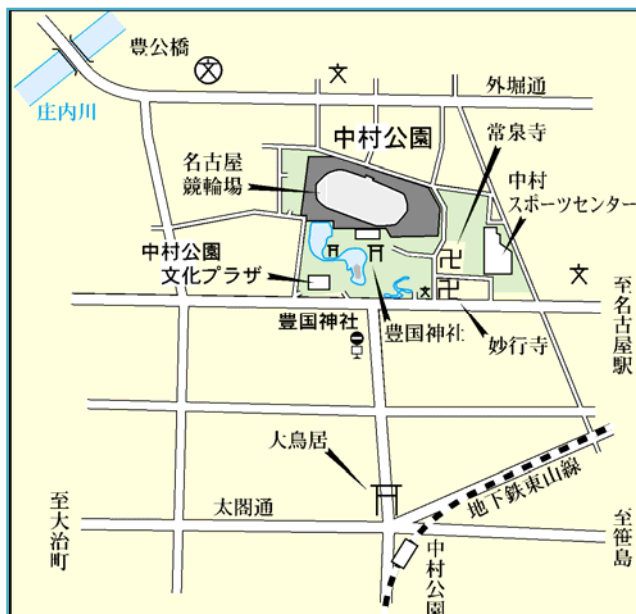 豊公橋
庄内川
外堀通
中村公園
常泉寺
名古屋
競輪場
中村
スポーツセンター
中村公園
文化プラザ
至名古屋駅
豊国神社
豊国神社
妙行寺
大鳥居
地下鉄東山線
至大治町
太閤通
至笹島
中村公園